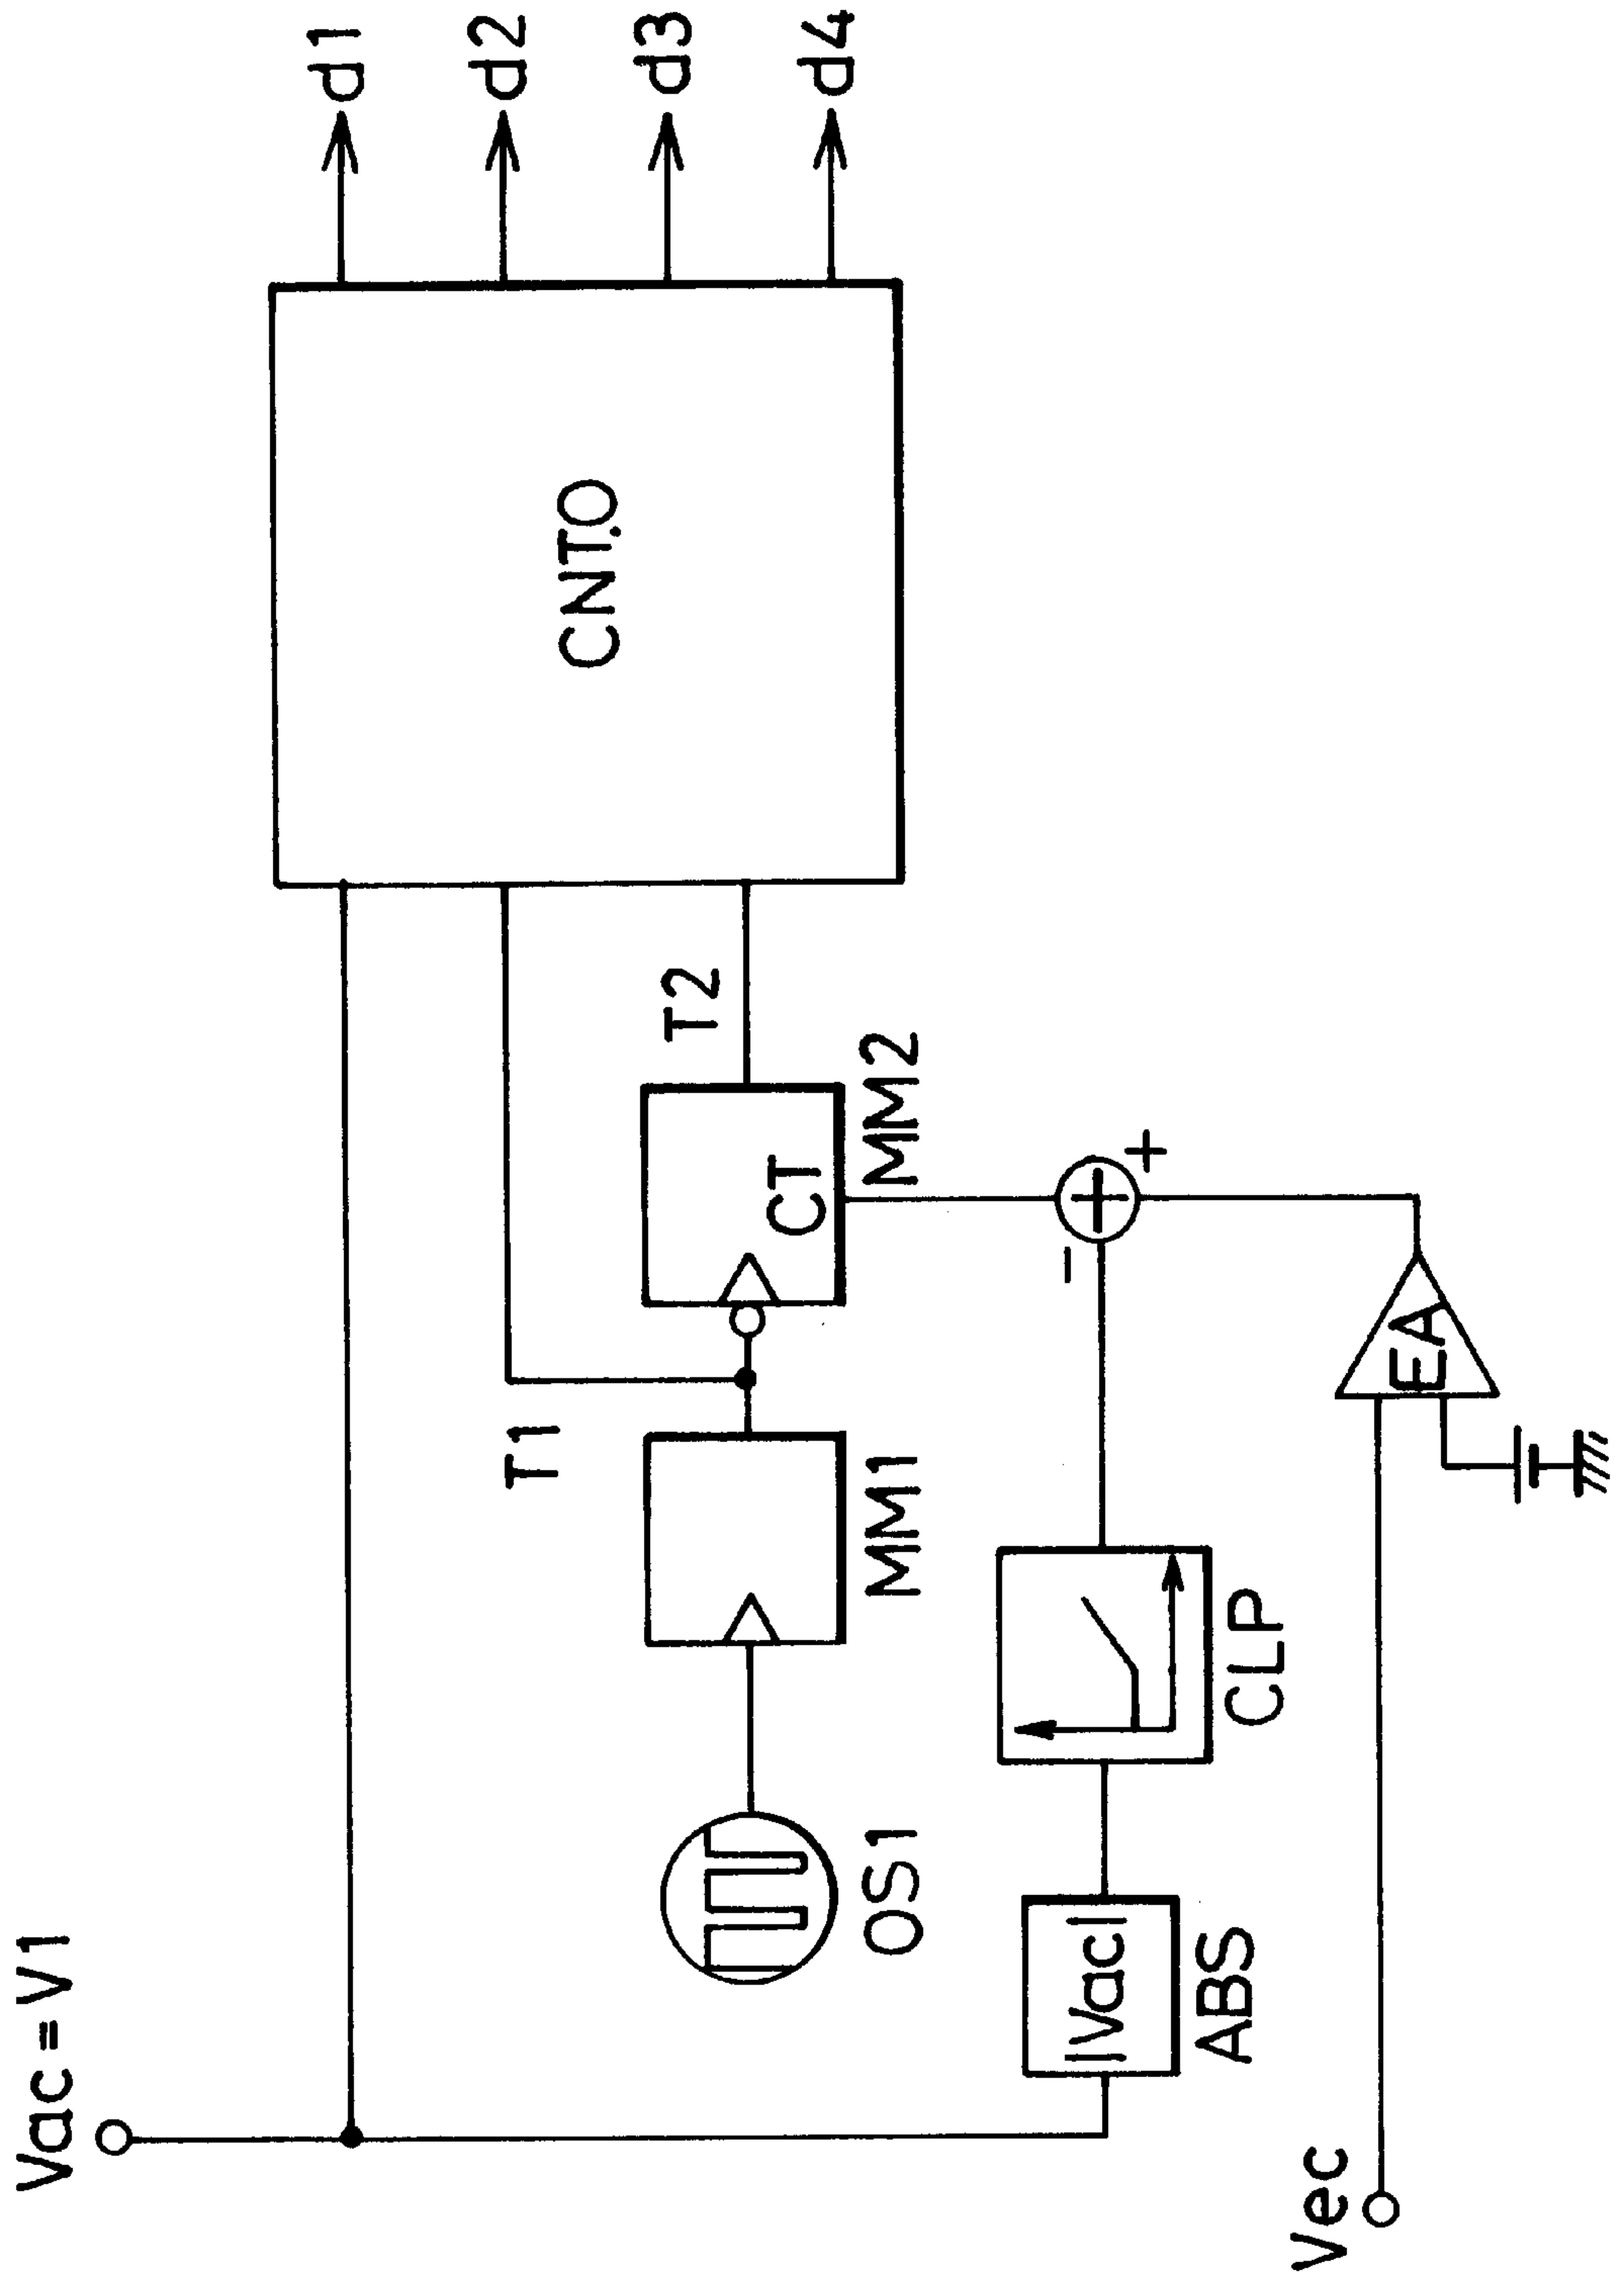 Vac = V1
d1
d2
d3
d4
CNT.O
T1
T2
CT
MM1
MM2
OS1
|Vac|
ABS
CLP
-
+
EA
Vec